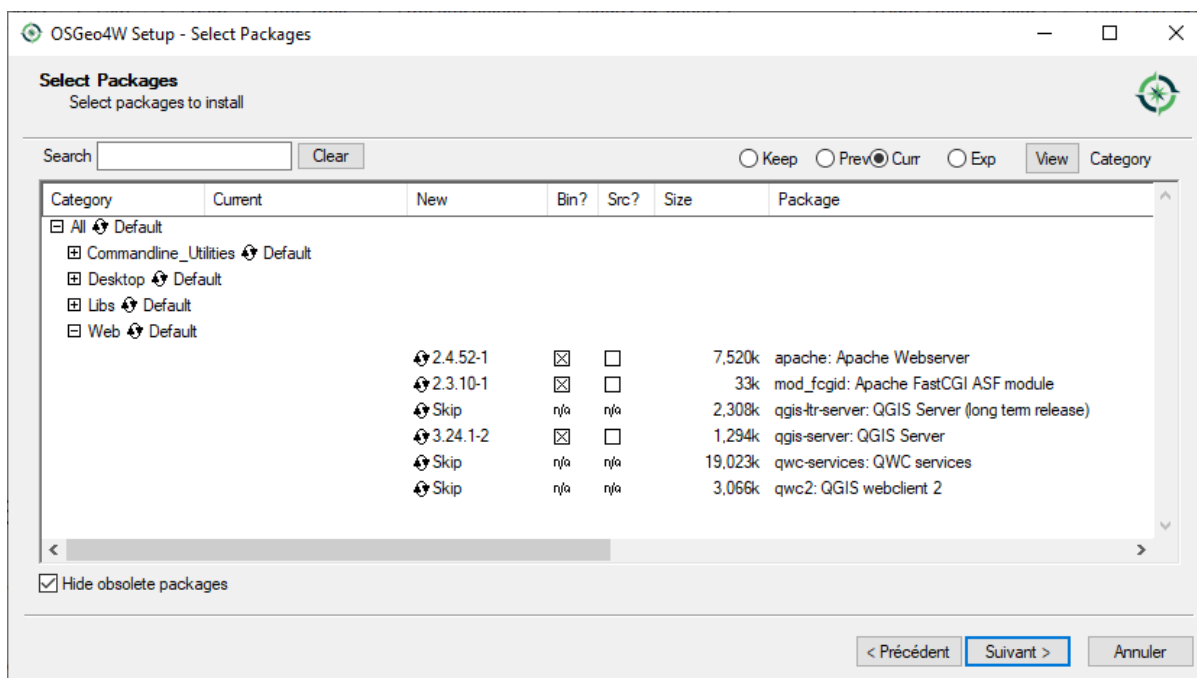 OSGeo4W Setup - Select Packages
Select Packages
Select packages to install
Search Clear Keep Prev Curr Exp View Category
Category Current New Bin? Src? Size Package
All Default
Commandline_Utilities Default
Desktop Default
Libs Default
Web Default
2.4.52-1 7,520k apache: Apache Webserver
2.3.10-1 33k mod_fcgid: Apache FastCGI ASF module
Skip n/a n/a 2,308k qgis-ltr-server: QGIS Server (long term release)
3.24.1-2 1,294k qgis-server: QGIS Server
Skip n/a n/a 19,023k qwc-services: QWC services
Skip n/a n/a 3,066k qwc2: QGIS webclient 2
Hide obsolete packages
< Précédent Suivant > Annuler